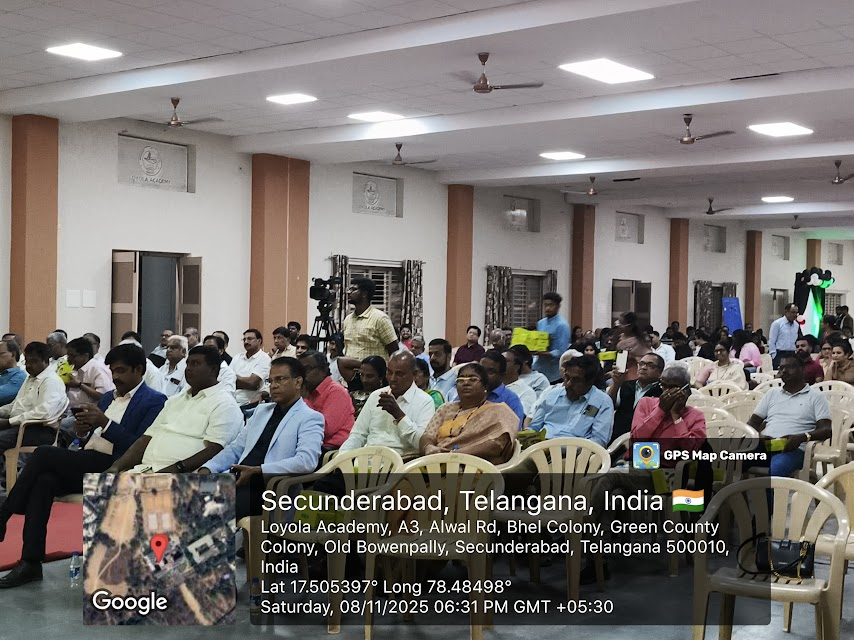 LOYOLA ACADEMY
GPS Map Camera
Secunderabad, Telangana, India
Loyola Academy, A3, Alwal Rd, Bhel Colony, Green County
Colony, Old Bowenpally, Secunderabad, Telangana 500010,
India
Lat 17.505397° Long 78.48498°
Saturday, 08/11/2025 06:31 PM GMT +05:30
Google